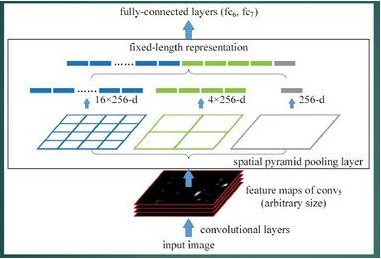 fully-connected layers (fc₆, fc₇)
fixed-length representation
16×256-d
4×256-d
256-d
spatial pyramid pooling layer
feature maps of conv₅
(arbitrary size)
convolutional layers
input image